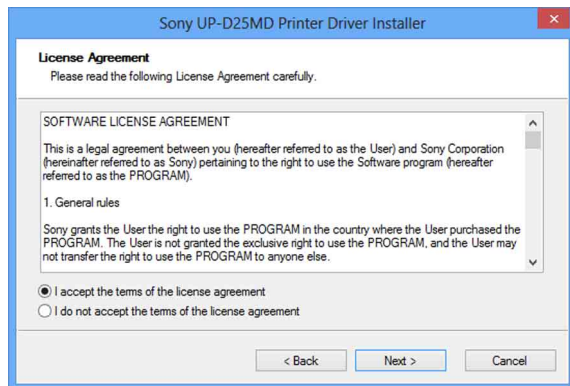 Sony UP-D25MD Printer Driver Installer
License Agreement
Please read the following License Agreement carefully.
SOFTWARE LICENSE AGREEMENT
This is a legal agreement between you (hereafter referred to as the User) and Sony Corporation
(hereinafter referred to as Sony) pertaining to the right to use the Software program (hereafter
referred to as the PROGRAM).
1. General rules
Sony grants the User the right to use the PROGRAM in the country where the User purchased the
PROGRAM. The User is not granted the exclusive right to use the PROGRAM, and the User may
not transfer the right to use the PROGRAM to anyone else.
I accept the terms of the license agreement
I do not accept the terms of the license agreement
< Back Next > Cancel